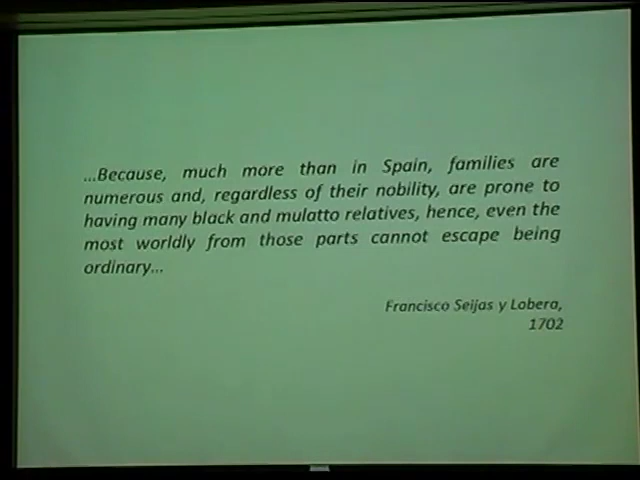 ...Because, much more than in Spain, families are
numerous and, regardless of their nobility, are prone to
having many black and mulatto relatives, hence, even the
most worldly from those parts cannot escape being
ordinary...
Francisco Seijas y Lobera,
1702